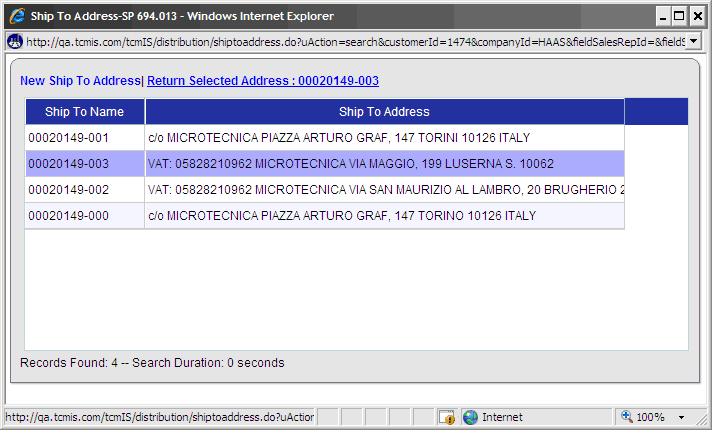 Ship To Address-SP 694.013 - Windows Internet Explorer
http://qa.tcmis.com/tcmIS/distribution/shiptoaddress.do?uAction=search&customerId=1474&companyId=HAAS&fieldSalesRepId=&fieldS
New Ship To Address| Return Selected Address : 00020149-003
Ship To Name Ship To Address
00020149-001 c/o MICROTECNICA PIAZZA ARTURO GRAF, 147 TORINI 10126 ITALY
00020149-003 VAT: 05828210962 MICROTECNICA VIA MAGGIO, 199 LUSERNA S. 10062
00020149-002 VAT: 05828210962 MICROTECNICA VIA SAN MAURIZIO AL LAMBRO, 20 BRUGHERIO 2
00020149-000 c/o MICROTECNICA PIAZZA ARTURO GRAF, 147 TORINO 10126 ITALY
Records Found: 4 -- Search Duration: 0 seconds
http://qa.tcmis.com/tcmIS/distribution/shiptoaddress.do?uAction Internet 100%